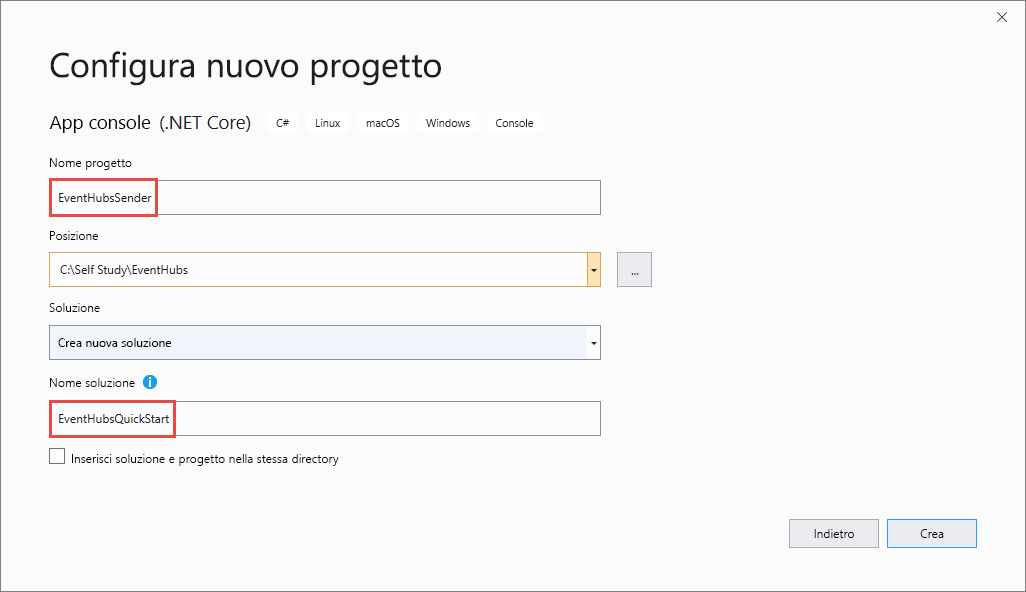 Configura nuovo progetto
App console (.NET Core) C# Linux macOS Windows Console
Nome progetto
EventHubsSender
Posizione
C:\Self Study\EventHubs
...
Soluzione
Crea nuova soluzione
Nome soluzione i
EventHubsQuickStart
Inserisci soluzione e progetto nella stessa directory
Indietro Crea